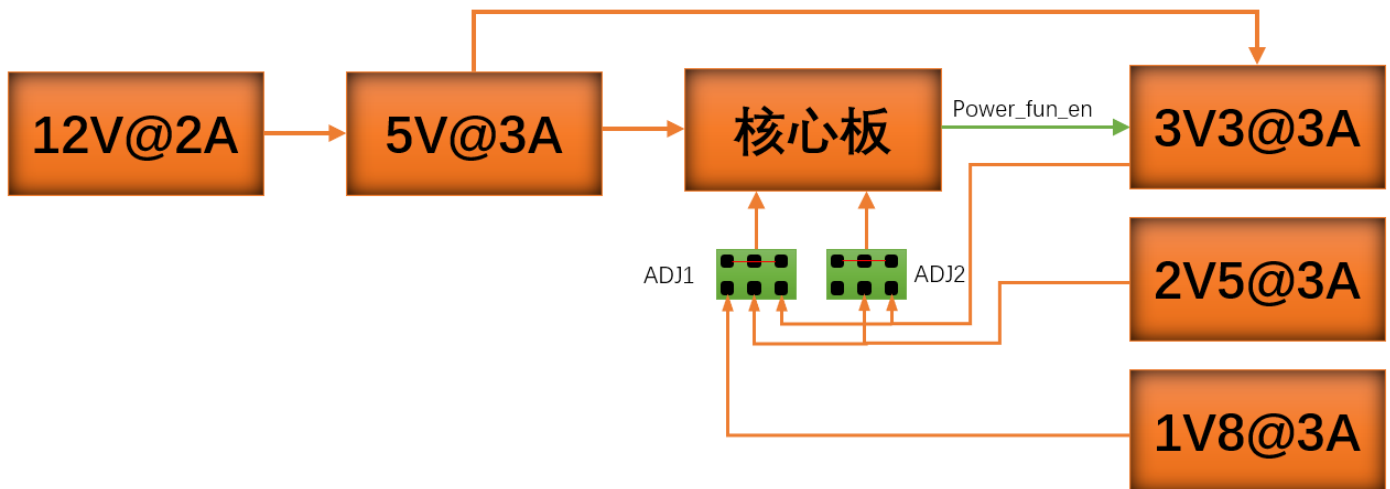 12V@2A
5V@3A
核心板
Power_fun_en
3V3@3A
ADJ1
ADJ2
2V5@3A
1V8@3A